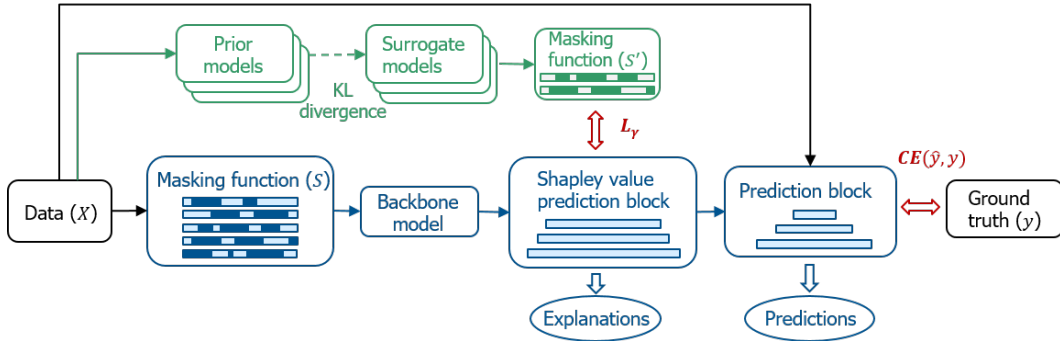 Prior
models
KL
divergence
Surrogate
models
Masking
function (S′)
L_γ
CE(ŷ, y)
Data (X)
Masking function (S)
Backbone
model
Shapley value
prediction block
Prediction block
Ground
truth (y)
Explanations
Predictions